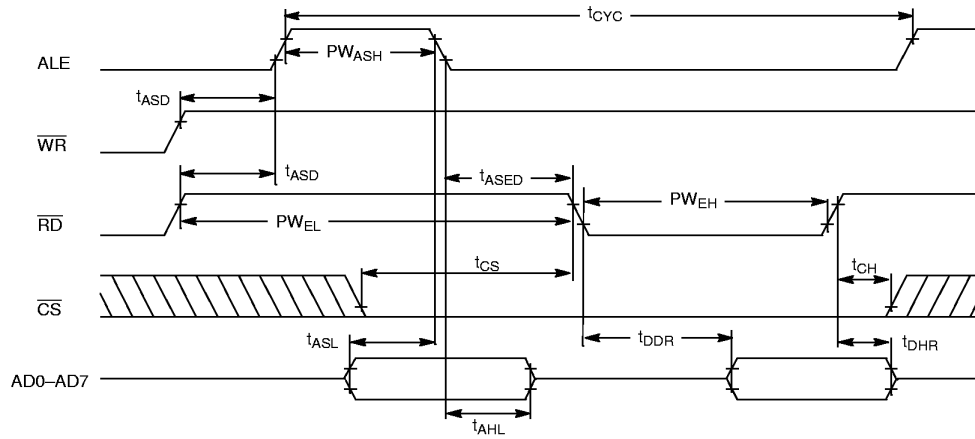 tCYC
ALE
PWASH
tASD
WR
tASD
tASED
RD
PWEL
PWEH
tCS
tCH
CS
tASL
tDDR
tDHR
AD0–AD7
tAHL